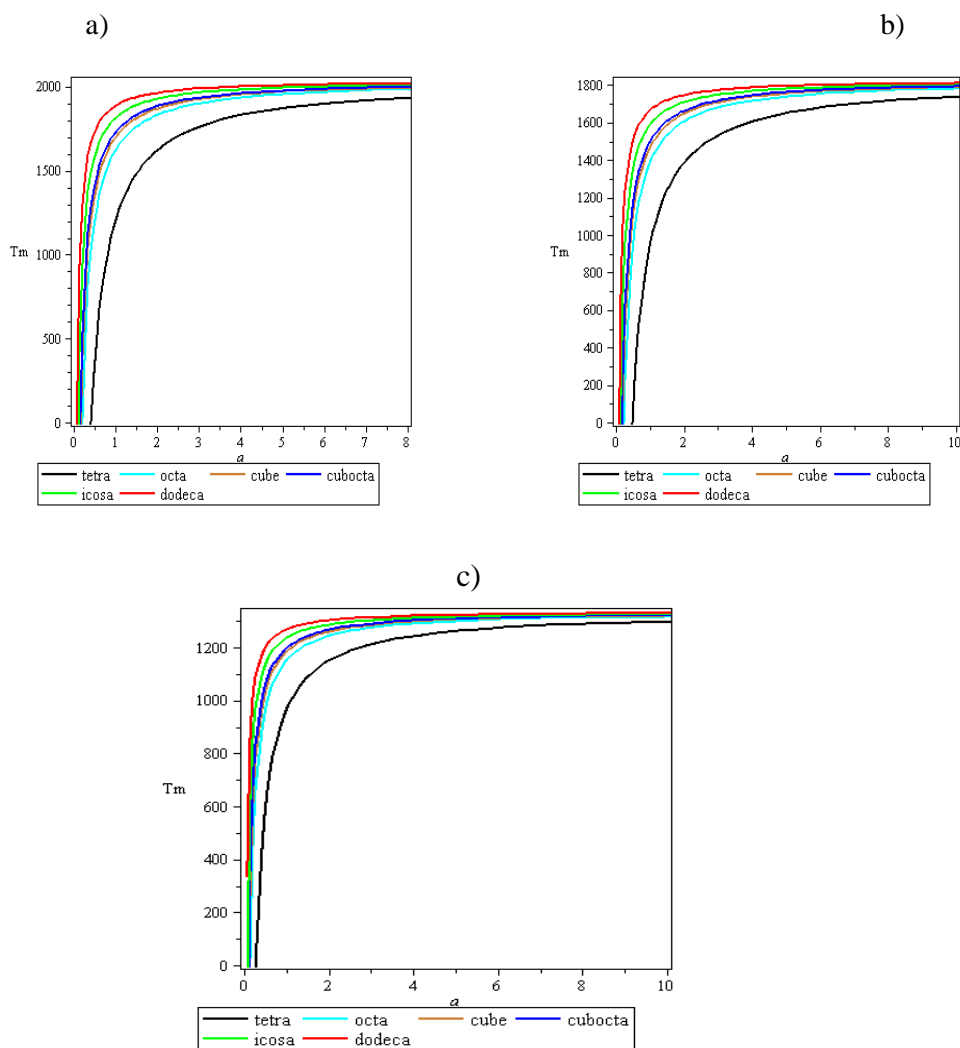 a)
b)
2000
1500
Tm
1000
500
0
0 1 2 3 4 5 6 7 8
a
tetra octa cube cubocta
icosa dodeca
1800
1600
1400
1200
1000
Tm
800
600
400
200
0
0 2 4 6 8 10
a
tetra octa cube cubocta
icosa dodeca
c)
1200
1000
800
Tm
600
400
200
0
0 2 4 6 8 10
a
tetra octa cube cubocta
icosa dodeca